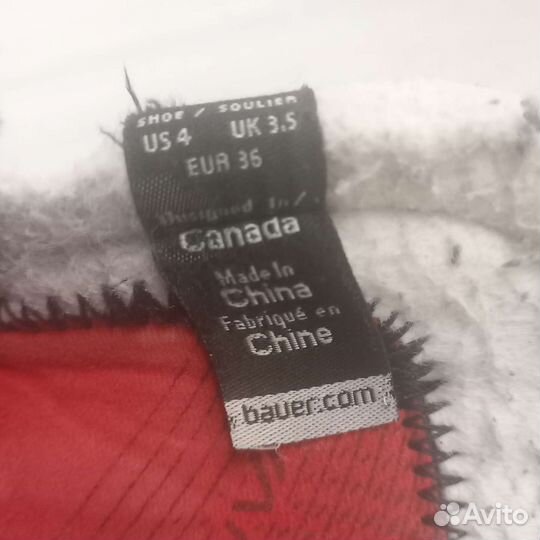 SHOE / SOULIER
US 4 UK 3.5
EUR 36
Designed In/
Canada
Made In
China
Fabriqué en
Chine
bauer.com
Avito